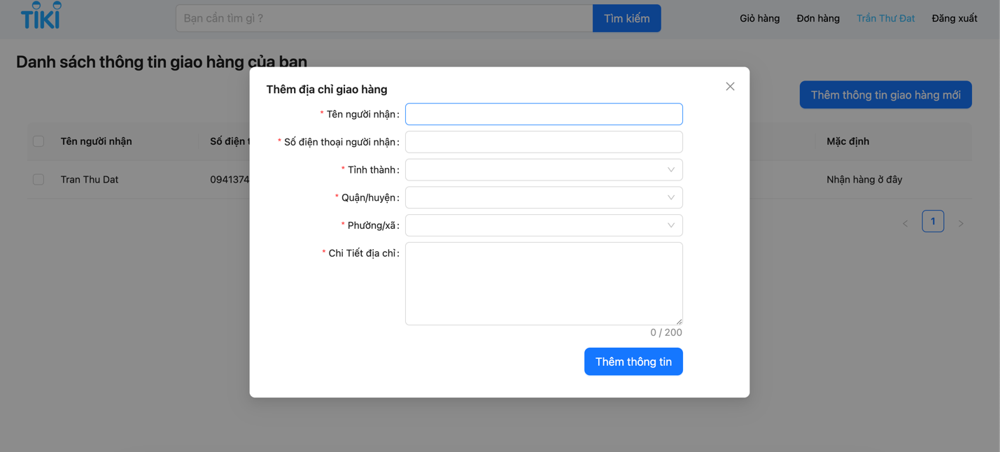 TIKI
Bạn cần tìm gì ?
Tìm kiếm
Giỏ hàng
Đơn hàng
Trần Thư Đat
Đăng xuất
Danh sách thông tin giao hàng của bạn
Thêm thông tin giao hàng mới
Tên người nhận
Số điện
Mặc định
Tran Thu Dat
0941374
Nhận hàng ở đây
< 1 >
Thêm địa chỉ giao hàng
* Tên người nhận:
* Số điện thoại người nhận:
* Tỉnh thành:
* Quận/huyện:
* Phường/xã:
* Chi Tiết địa chỉ:
0 / 200
Thêm thông tin